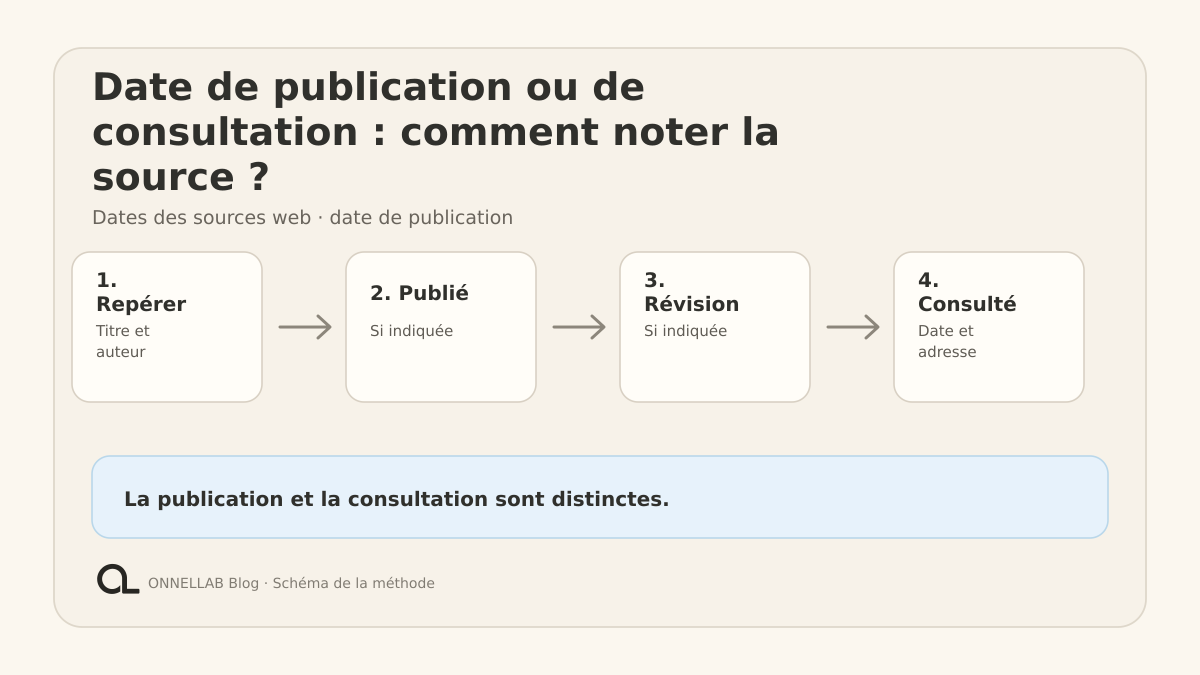 Date de publication ou de
consultation : comment noter la
source ?
Dates des sources web · date de publication
1.
Repérer
Titre et
auteur
2. Publié
Si indiquée
3.
Révision
Si indiquée
4.
Consulté
Date et
adresse
La publication et la consultation sont distinctes.
ONNELLAB Blog · Schéma de la méthode